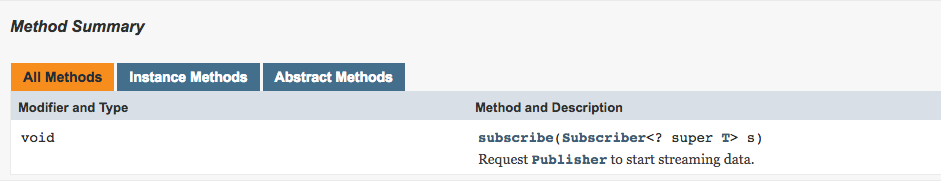 Method Summary
All Methods Instance Methods Abstract Methods
Modifier and Type Method and Description
void subscribe(Subscriber<? super T> s)
Request Publisher to start streaming data.